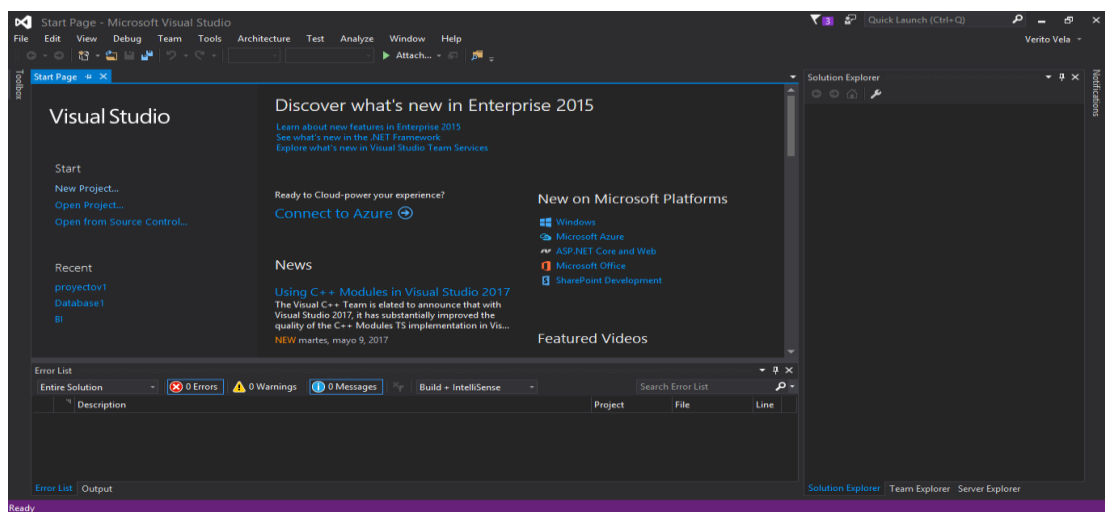 Start Page - Microsoft Visual Studio
3
Quick Launch (Ctrl+Q)
File Edit View Debug Team Tools Architecture Test Analyze Window Help
Verito Vela
Attach...
Toolbox
Start Page
Solution Explorer
Notifications
Visual Studio
Start
New Project...
Open Project...
Open from Source Control...
Recent
proyectov1
Database1
BI
Discover what's new in Enterprise 2015
Learn about new features in Enterprise 2015
See what's new in the .NET Framework
Explore what's new in Visual Studio Team Services
Ready to Cloud-power your experience?
Connect to Azure
News
Using C++ Modules in Visual Studio 2017
The Visual C++ Team is elated to announce that with
Visual Studio 2017, it has substantially improved the
quality of the C++ Modules TS implementation in Vis...
NEW martes, mayo 9, 2017
New on Microsoft Platforms
Windows
Microsoft Azure
ASP.NET Core and Web
Microsoft Office
SharePoint Development
Featured Videos
Error List
Entire Solution 0 Errors 0 Warnings 0 Messages Build + IntelliSense Search Error List
Description Project File Line
Error List Output
Solution Explorer Team Explorer Server Explorer
Ready